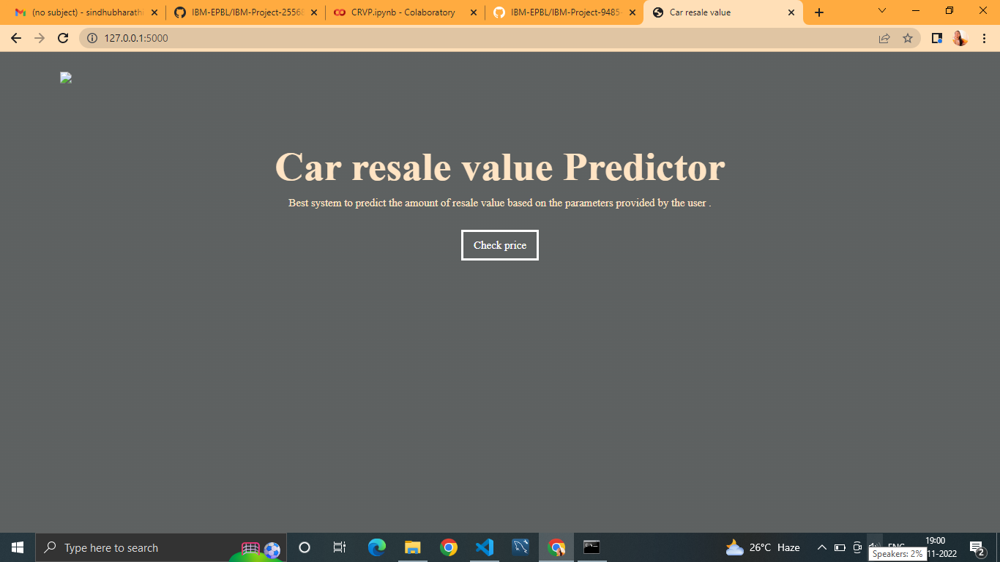 (no subject) - sindhubharathi
IBM-EPBL/IBM-Project-25568
CRVP.ipynb - Colaboratory
IBM-EPBL/IBM-Project-9485-
Car resale value
127.0.0.1:5000
Car resale value Predictor
Best system to predict the amount of resale value based on the parameters provided by the user .
Check price
Type here to search
26°C Haze
ENG
19:00
11-2022
Speakers: 2%
2